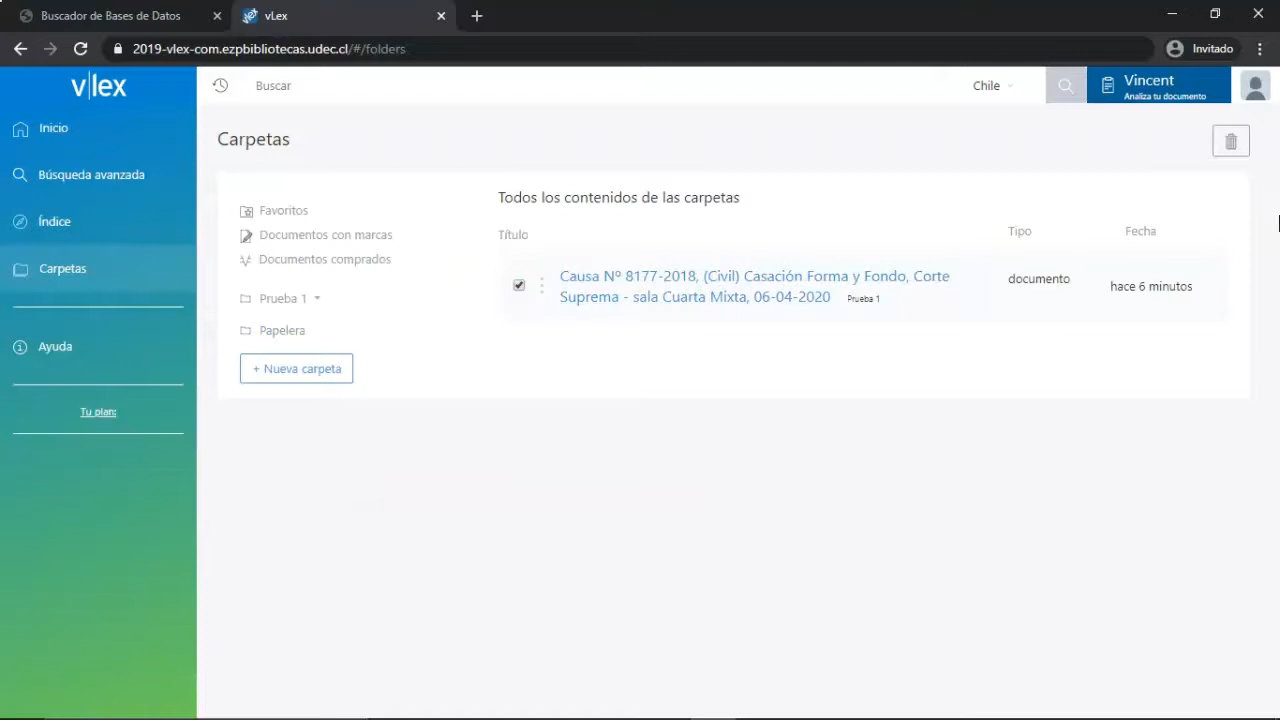 Buscador de Bases de Datos
vLex
2019-vlex-com.ezpbibliotecas.udec.cl/#/folders
Invitado
v|lex
Buscar
Chile
Vincent
Analiza tu documento
Inicio
Búsqueda avanzada
Índice
Carpetas
Ayuda
Tu plan:
Carpetas
Favoritos
Documentos con marcas
Documentos comprados
Prueba 1
Papelera
+ Nueva carpeta
Todos los contenidos de las carpetas
Título
Tipo
Fecha
Causa Nº 8177-2018, (Civil) Casación Forma y Fondo, Corte
Suprema - sala Cuarta Mixta, 06-04-2020 Prueba 1
documento
hace 6 minutos